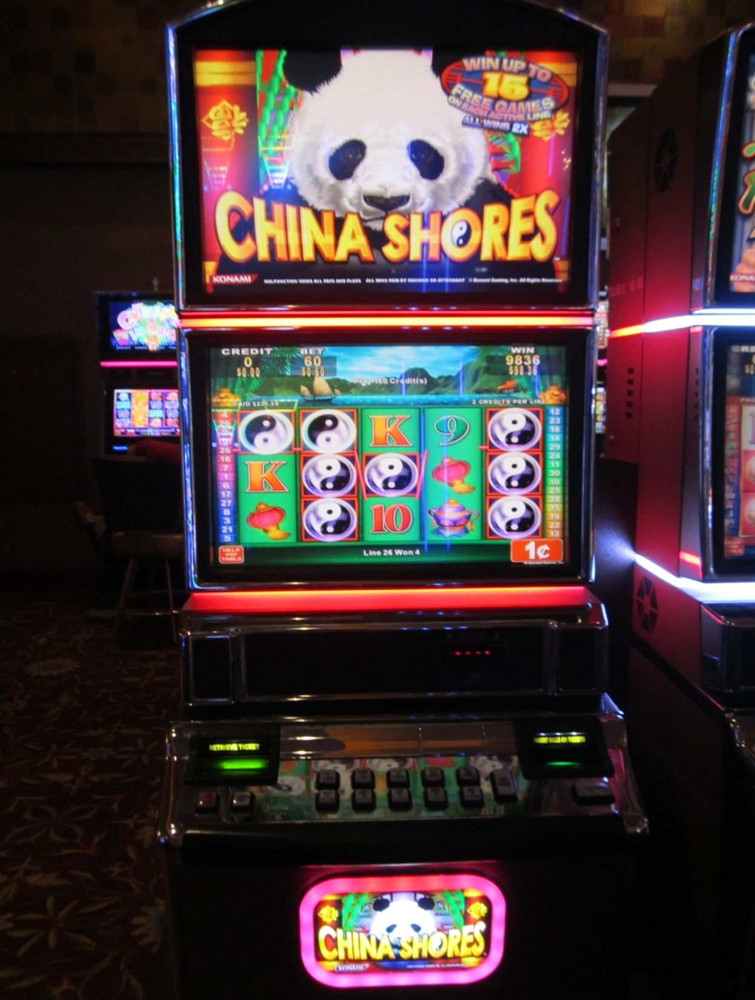 WIN UP TO
15
FREE GAMES
ON EACH ACTIVE LINE
ALL WINS 2X
CHINA SHORES
KONAMI MALFUNCTION VOIDS ALL PAYS AND PLAYS ALL WINS PAID BY MACHINE OR ATTENDANT © Konami Gaming, Inc. All Rights Reserved
CREDIT BET WIN
0 60 9836
$0.00 $0.60 $98.36
Play 150 Credit(s)
2 CREDITS PER LINE
4 12
20 23
18
14
26 29
16 24
7 11
1 30
6 10
17 25
27 28
8 15
3 19
21 22
5 13
K 9
K
10
HELP
PAY
TABLE
Line 26 Won 4
1¢
RETRIEVE TICKET
INSERT BILLS OR TICKETS
CHINA SHORES
KONAMI